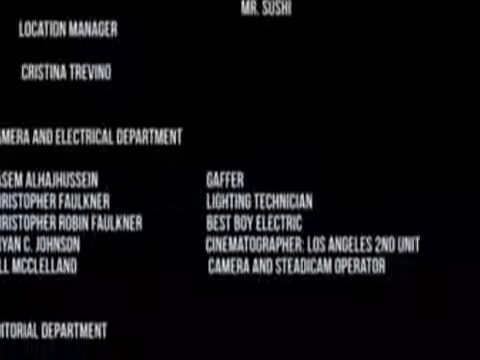 MR. SUSHI
LOCATION MANAGER
CRISTINA TREVINO
AMERA AND ELECTRICAL DEPARTMENT
ASEM ALHAJHUSSEIN GAFFER
RISTOPHER FAULKNER LIGHTING TECHNICIAN
RISTOPHER ROBIN FAULKNER BEST BOY ELECTRIC
YAN C. JOHNSON CINEMATOGRAPHER: LOS ANGELES 2ND UNIT
LL MCCLELLAND CAMERA AND STEADICAM OPERATOR
ITORIAL DEPARTMENT